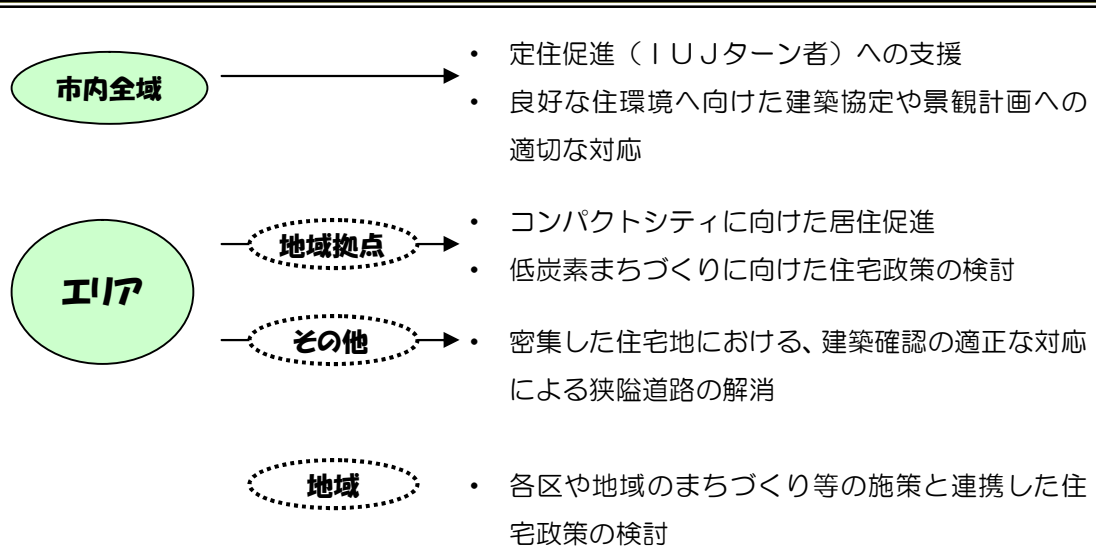 市内全域
・ 定住促進（ＩＵＪターン者）への支援
・ 良好な住環境へ向けた建築協定や景観計画への
適切な対応
エリア
地域拠点
・ コンパクトシティに向けた居住促進
・ 低炭素まちづくりに向けた住宅政策の検討
その他
・ 密集した住宅地における、建築確認の適正な対応
による狭隘道路の解消
地域
・ 各区や地域のまちづくり等の施策と連携した住
宅政策の検討